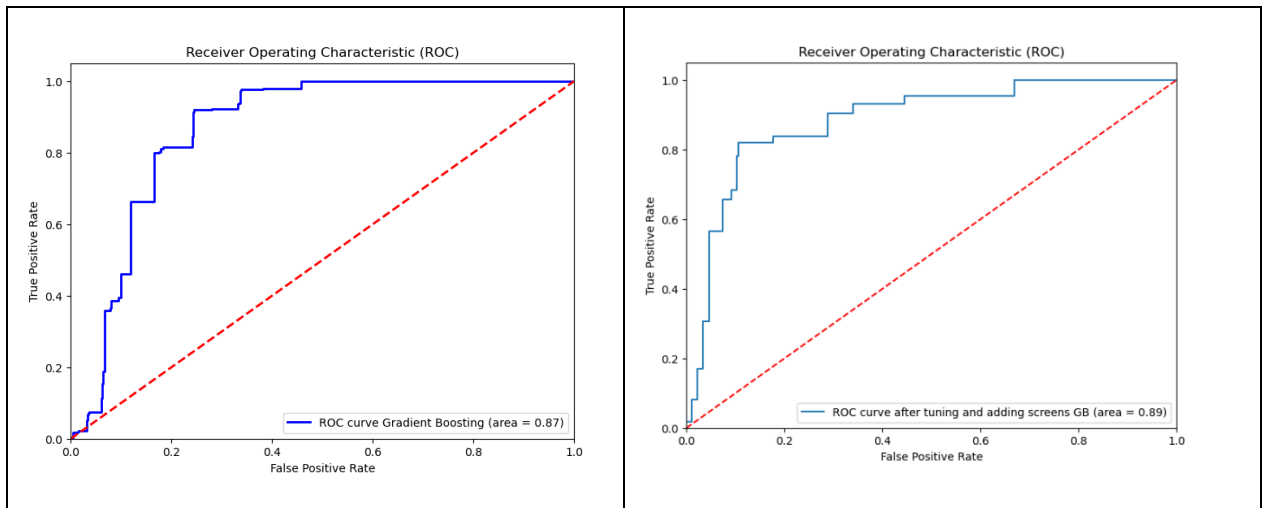 Receiver Operating Characteristic (ROC)
1.0
0.8
0.6
0.4
0.2
0.0
True Positive Rate
0.0 0.2 0.4 0.6 0.8 1.0
False Positive Rate
ROC curve Gradient Boosting (area = 0.87)
Receiver Operating Characteristic (ROC)
1.0
0.8
0.6
0.4
0.2
0.0
True Positive Rate
0.0 0.2 0.4 0.6 0.8 1.0
False Positive Rate
ROC curve after tuning and adding screens GB (area = 0.89)